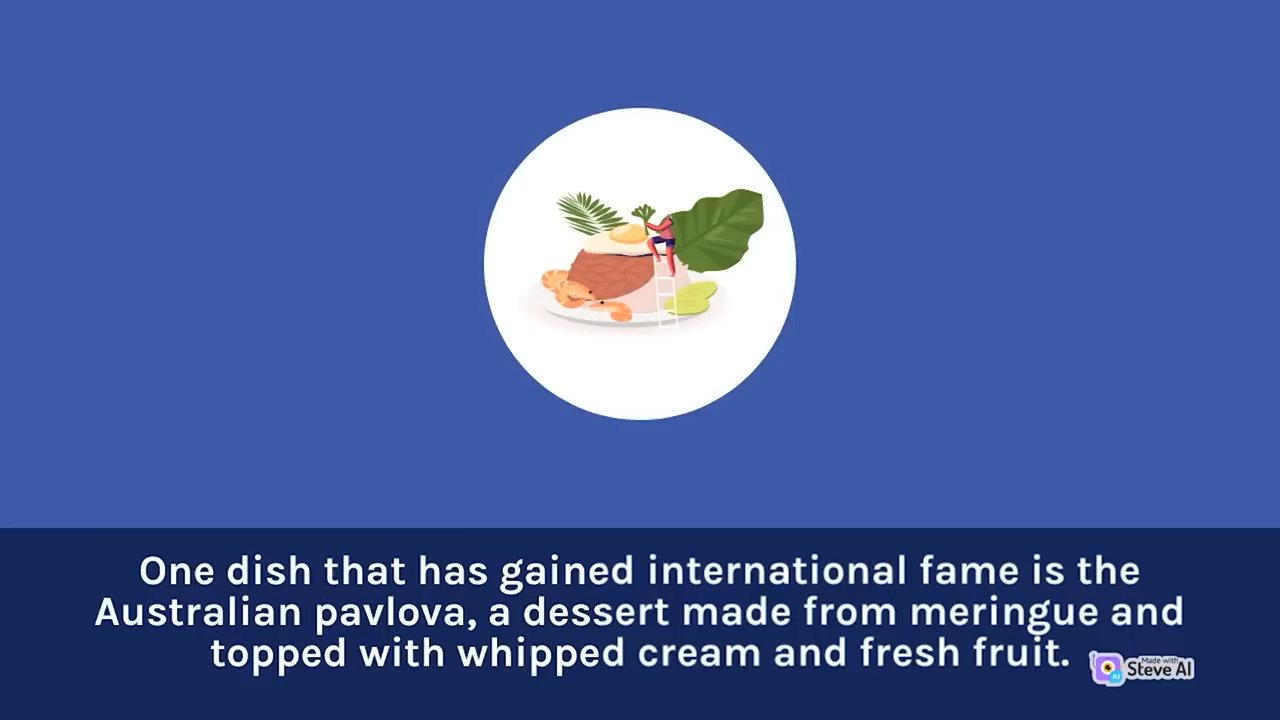 One dish that has gained international fame is the
Australian pavlova, a dessert made from meringue and
topped with whipped cream and fresh fruit.
Made with
Steve AI
AI